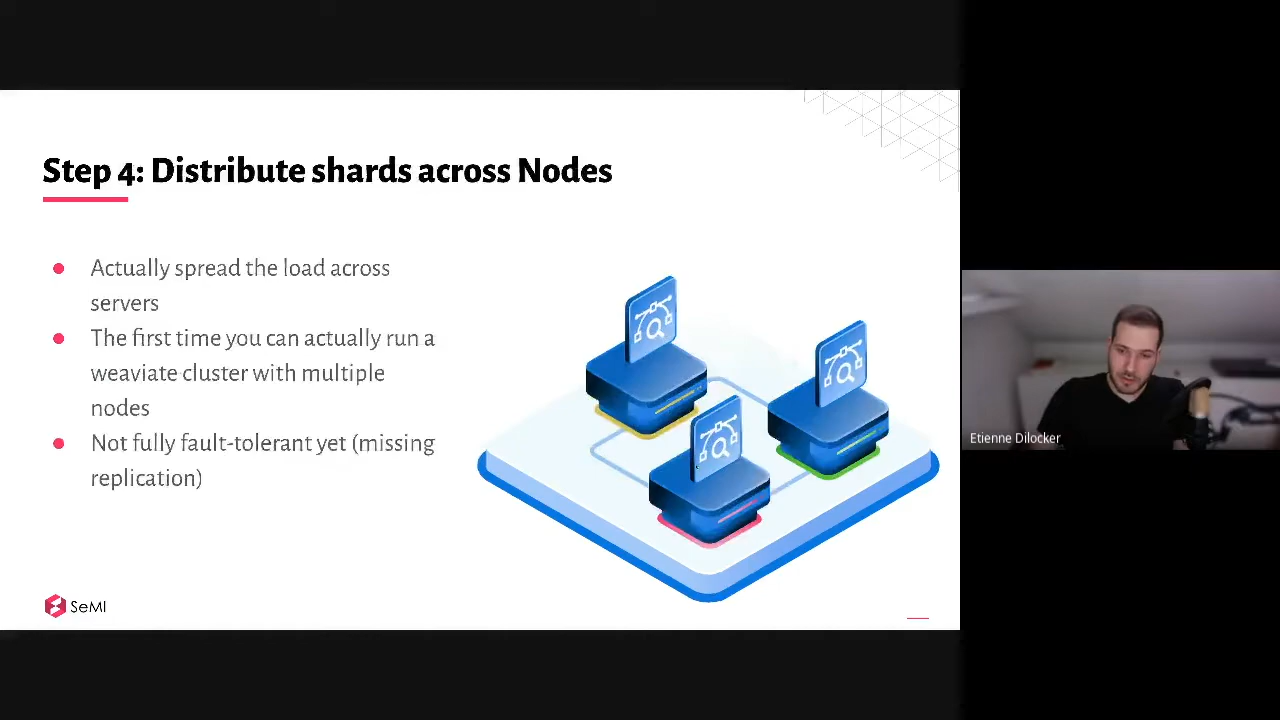 Step 4: Distribute shards across Nodes
Actually spread the load across
servers
The first time you can actually run a
weaviate cluster with multiple
nodes
Not fully fault-tolerant yet (missing
replication)
SeMI
Etienne Dilocker